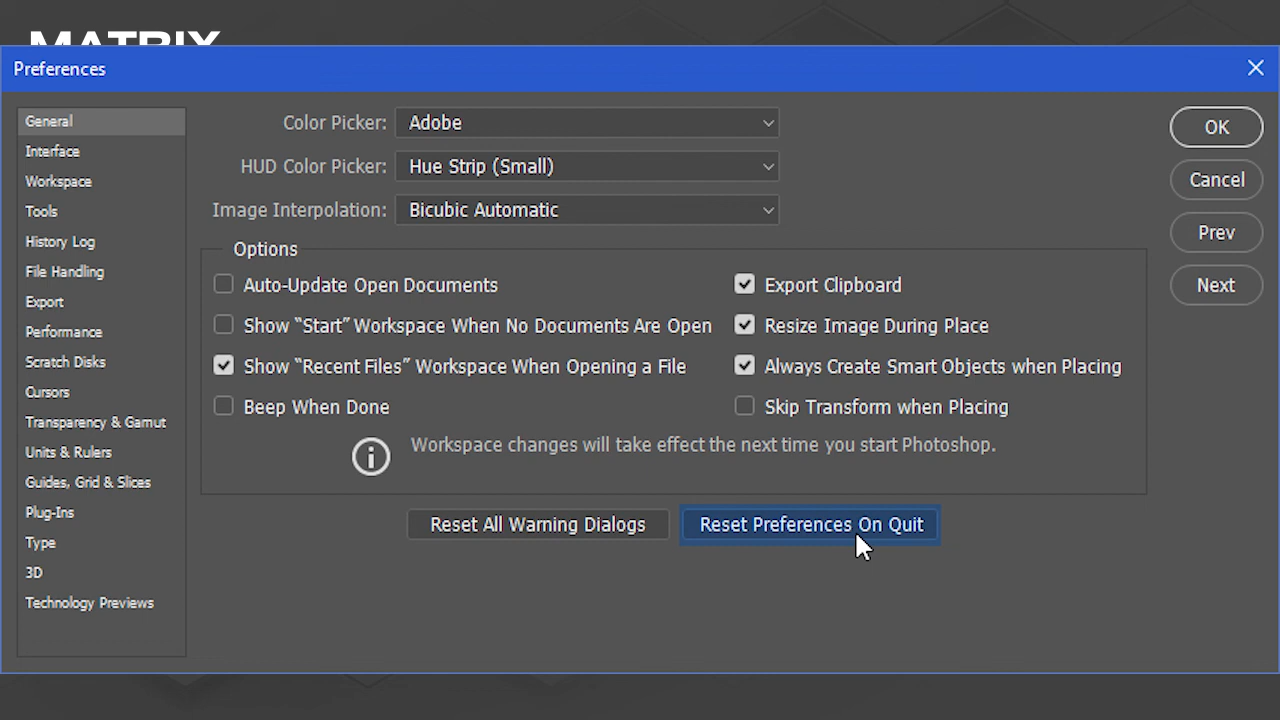 MATRIX
Preferences
General
Interface
Workspace
Tools
History Log
File Handling
Export
Performance
Scratch Disks
Cursors
Transparency & Gamut
Units & Rulers
Guides, Grid & Slices
Plug-Ins
Type
3D
Technology Previews
Color Picker: Adobe
HUD Color Picker: Hue Strip (Small)
Image Interpolation: Bicubic Automatic
Options
Auto-Update Open Documents
Show “Start” Workspace When No Documents Are Open
Show “Recent Files” Workspace When Opening a File
Beep When Done
Export Clipboard
Resize Image During Place
Always Create Smart Objects when Placing
Skip Transform when Placing
Workspace changes will take effect the next time you start Photoshop.
Reset All Warning Dialogs
Reset Preferences On Quit
OK
Cancel
Prev
Next